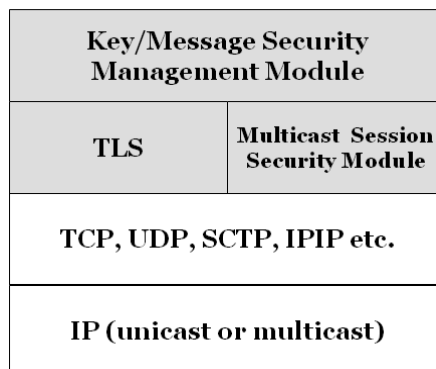 Key/Message Security
Management Module
TLS
Multicast Session
Security Module
TCP, UDP, SCTP, IPIP etc.
IP (unicast or multicast)